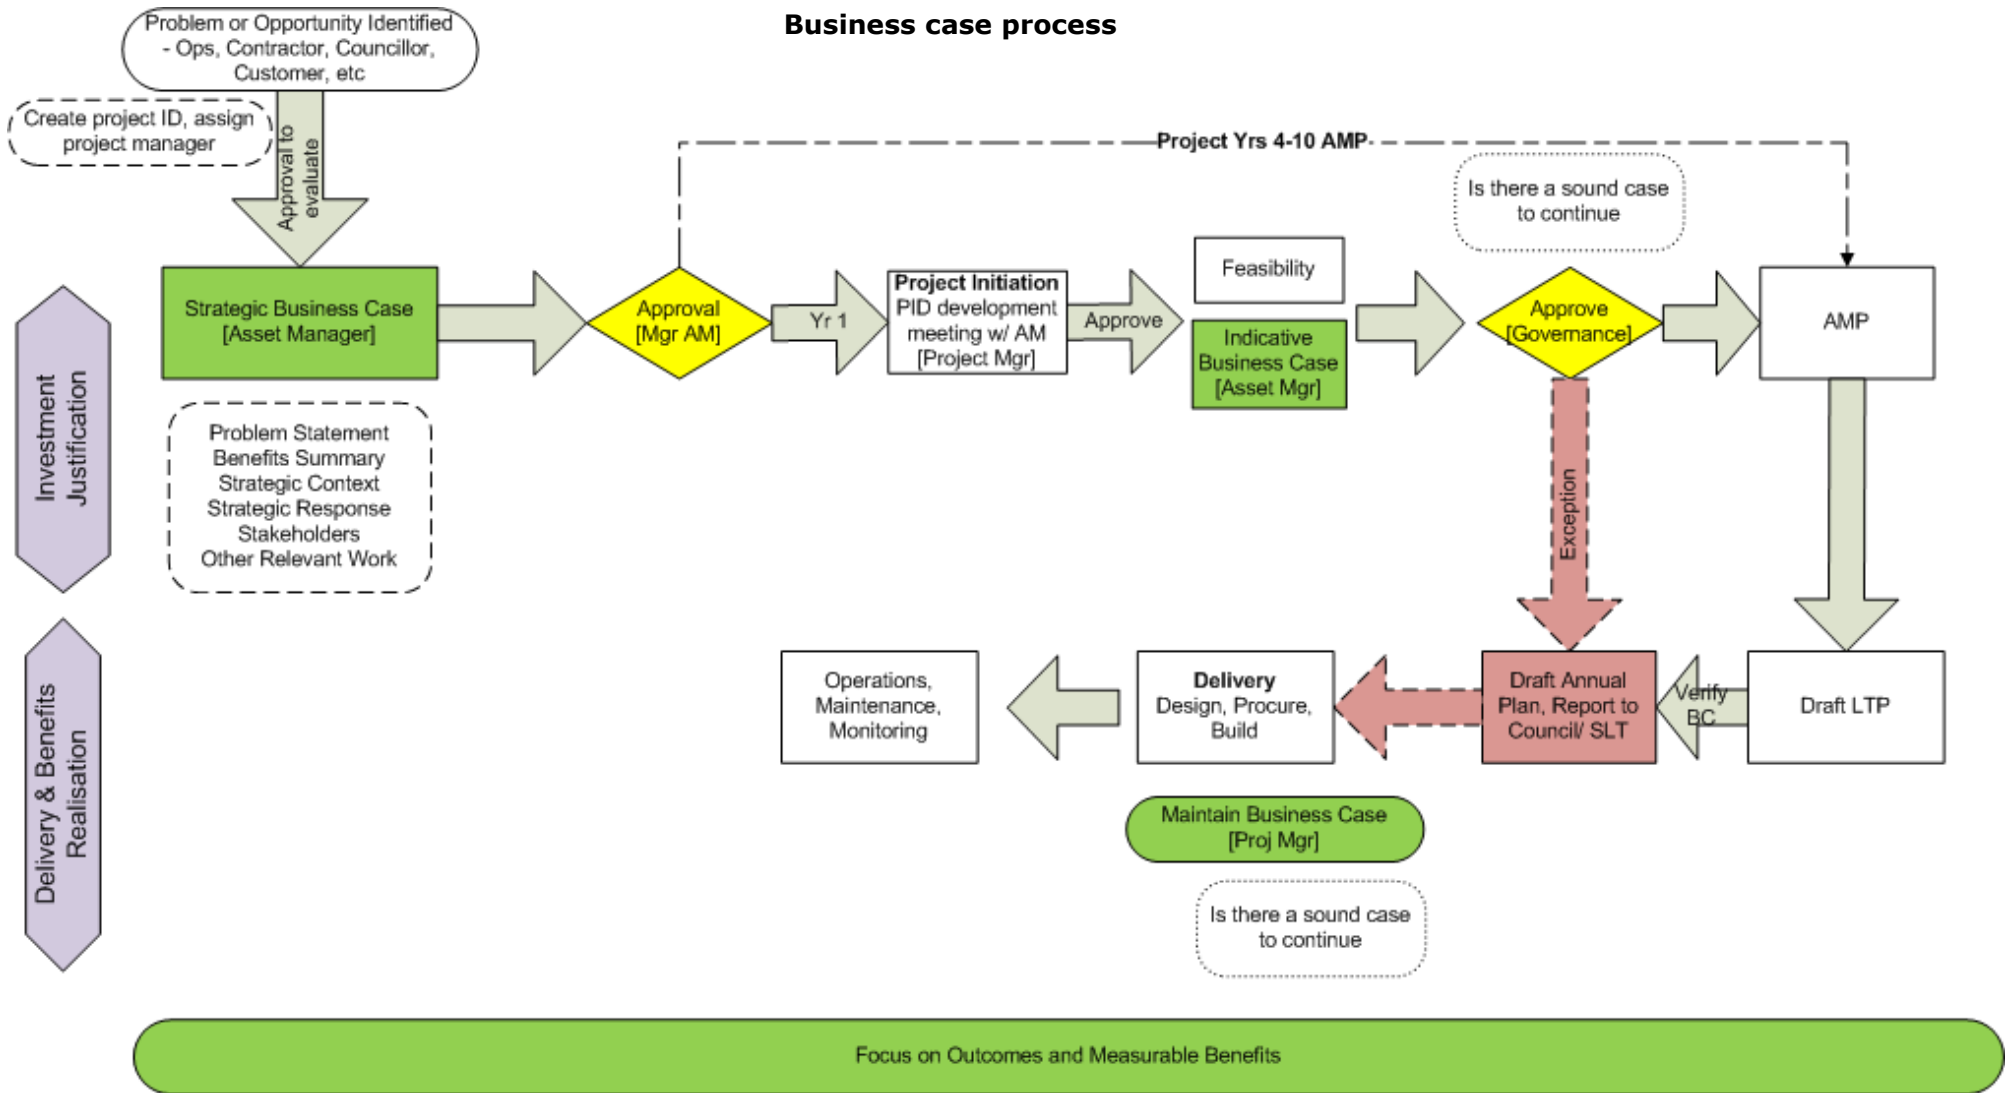 Business case process
Problem or Opportunity Identified
- Ops, Contractor, Councillor,
Customer, etc
Create project ID, assign
project manager
Approval to
evaluate
Project Yrs 4-10 AMP
Is there a sound case
to continue
Strategic Business Case
[Asset Manager]
Approval
[Mgr AM]
Yr 1
Project Initiation
PID development
meeting w/ AM
[Project Mgr]
Approve
Feasibility
Indicative
Business Case
[Asset Mgr]
Approve
[Governance]
AMP
Investment
Justification
Problem Statement
Benefits Summary
Strategic Context
Strategic Response
Stakeholders
Other Relevant Work
Exception
Delivery & Benefits
Realisation
Operations,
Maintenance,
Monitoring
Delivery
Design, Procure,
Build
Draft Annual
Plan, Report to
Council/ SLT
Verify
BC
Draft LTP
Maintain Business Case
[Proj Mgr]
Is there a sound case
to continue
Focus on Outcomes and Measurable Benefits